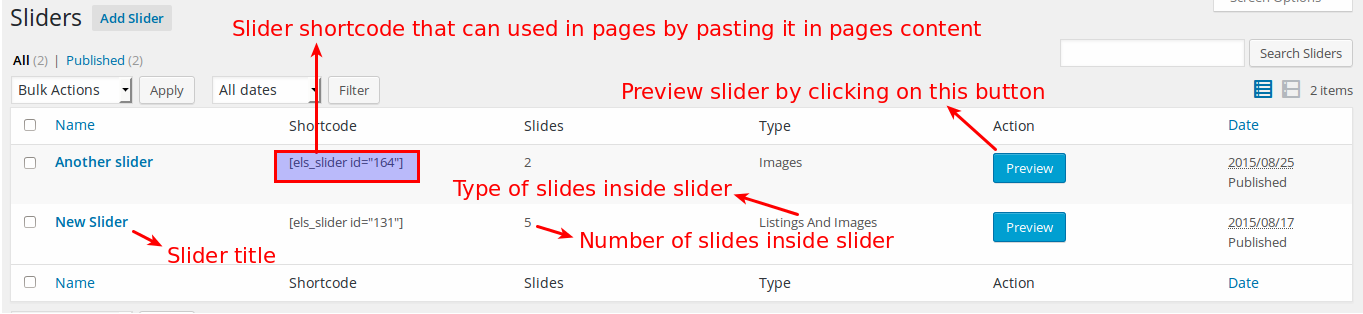 Sliders Add Slider
Screen Options
Slider shortcode that can used in pages by pasting it in pages content
All (2) | Published (2)
Search Sliders
Bulk Actions Apply All dates Filter
Preview slider by clicking on this button
2 items
Name Shortcode Slides Type Action Date
Another slider [els_slider id="164"] 2 Images Preview 2015/08/25
Published
Type of slides inside slider
New Slider [els_slider id="131"] 5 Listings And Images Preview 2015/08/17
Published
Number of slides inside slider
Slider title
Name Shortcode Slides Type Action Date